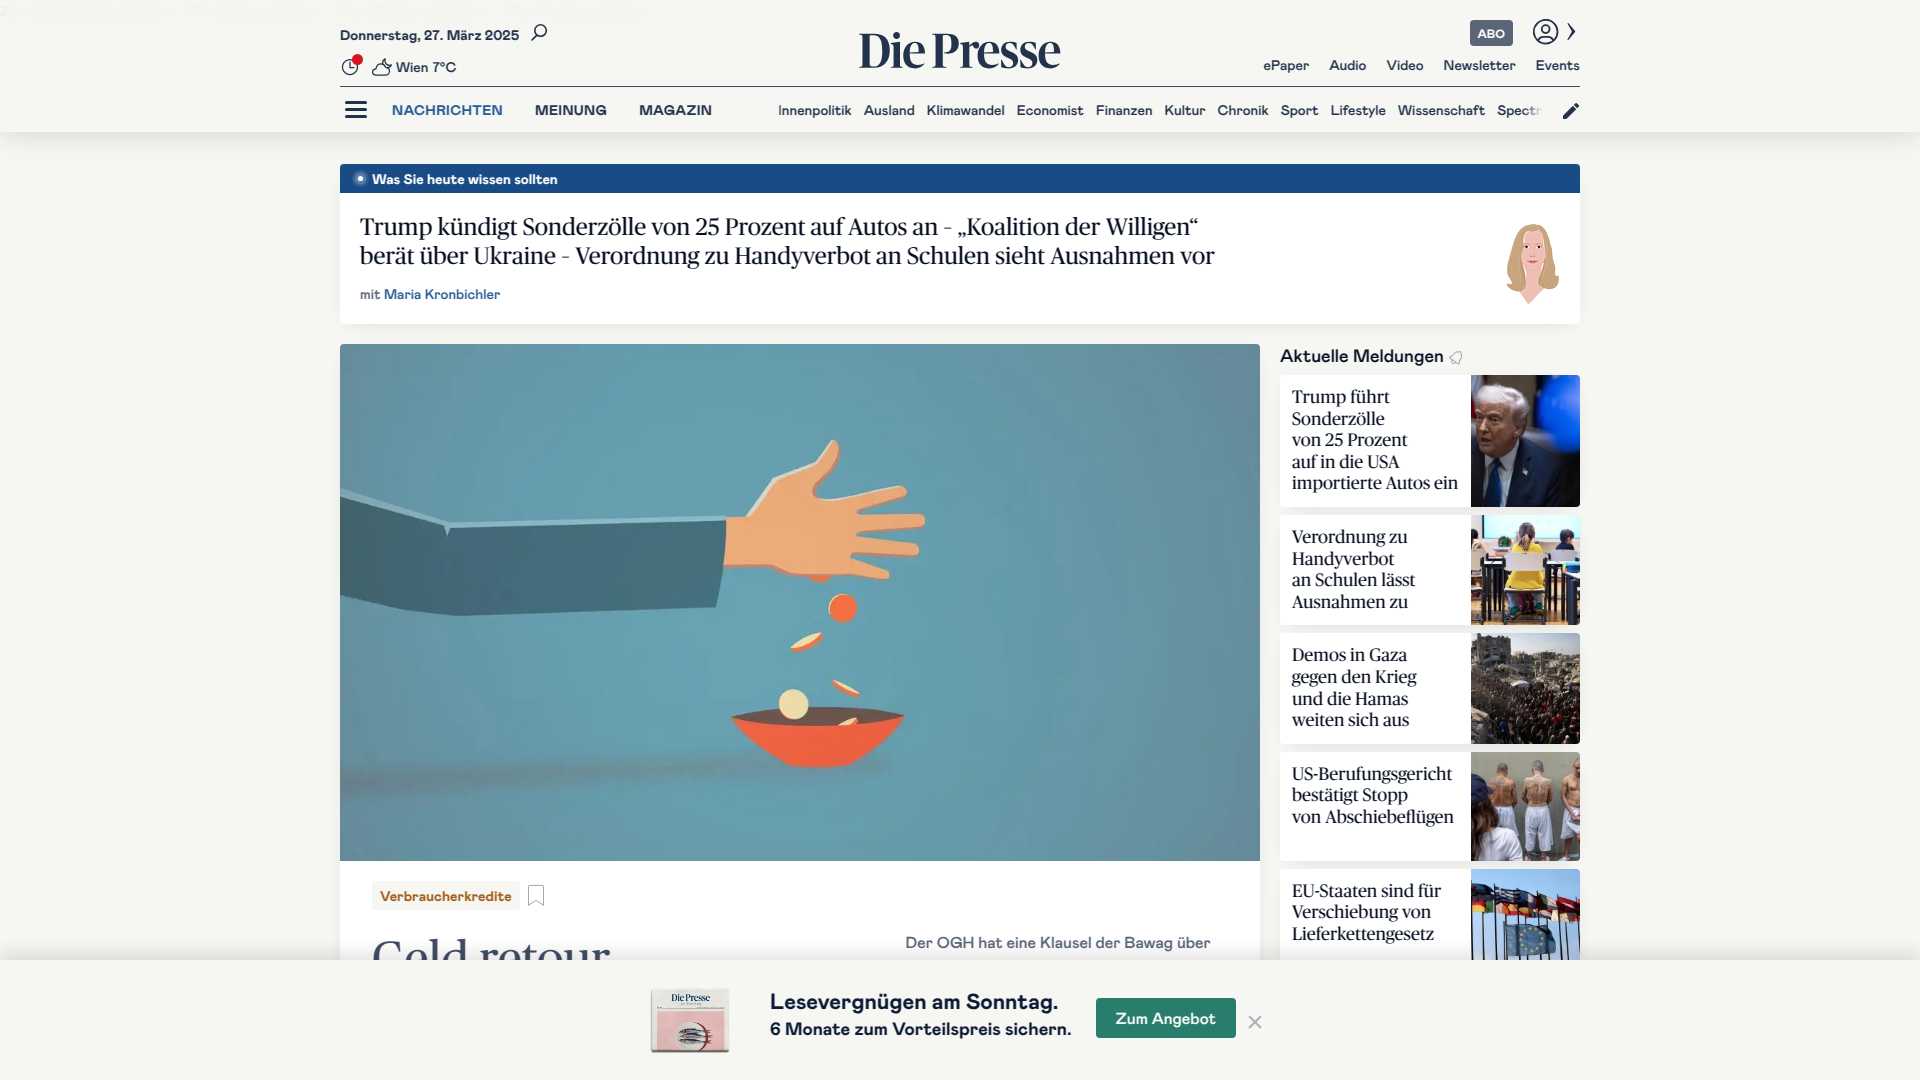 Donnerstag, 27. März 2025
Wien 7°C
Die Presse
ABO
ePaper Audio Video Newsletter Events
NACHRICHTEN MEINUNG MAGAZIN
Innenpolitik Ausland Klimawandel Economist Finanzen Kultur Chronik Sport Lifestyle Wissenschaft Spectr
Was Sie heute wissen sollten
Trump kündigt Sonderzölle von 25 Prozent auf Autos an - „Koalition der Willigen“
berät über Ukraine - Verordnung zu Handyverbot an Schulen sieht Ausnahmen vor
mit Maria Kronbichler
Verbraucherkredite
Geld retour
Der OGH hat eine Klausel der Bawag über
Aktuelle Meldungen
Trump führt
Sonderzölle
von 25 Prozent
auf in die USA
importierte Autos ein
Verordnung zu
Handyverbot
an Schulen lässt
Ausnahmen zu
Demos in Gaza
gegen den Krieg
und die Hamas
weiten sich aus
US-Berufungsgericht
bestätigt Stopp
von Abschiebeflügen
EU-Staaten sind für
Verschiebung von
Lieferkettengesetz
Die Presse
Lesevergnügen am Sonntag.
6 Monate zum Vorteilspreis sichern.
Zum Angebot